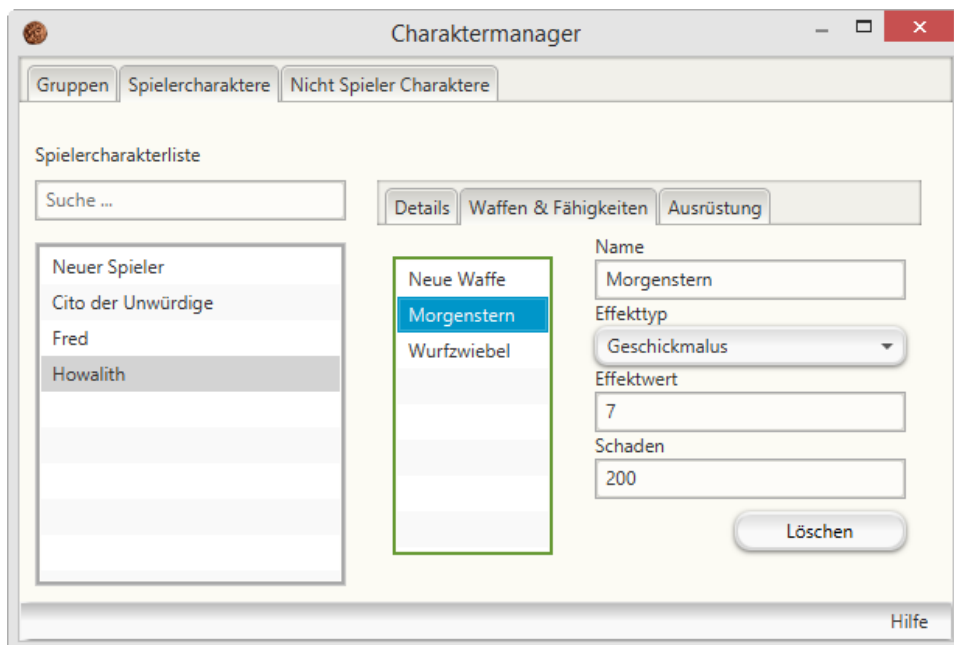 Charaktermanager
Gruppen Spielercharaktere Nicht Spieler Charaktere
Spielercharakterliste
Suche ...
Neuer Spieler
Cito der Unwürdige
Fred
Howalith
Details Waffen & Fähigkeiten Ausrüstung
Neue Waffe
Morgenstern
Wurfzwiebel
Name
Morgenstern
Effekttyp
Geschickmalus
Effektwert
7
Schaden
200
Löschen
Hilfe